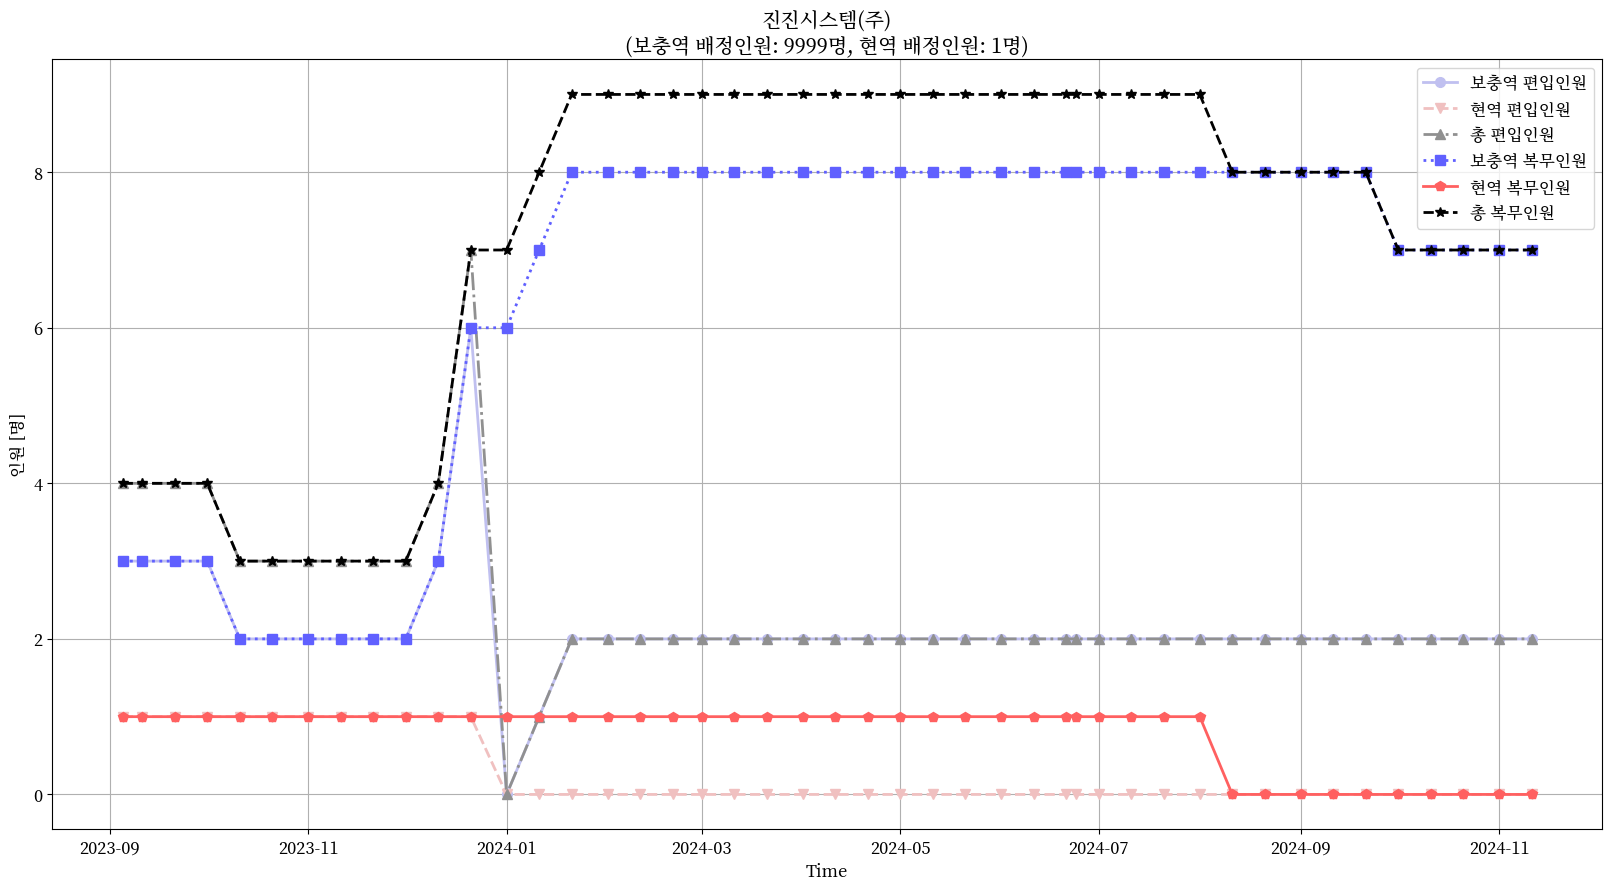 진진시스템(주)
(보충역 배정인원: 9999명, 현역 배정인원: 1명)
보충역 편입인원
현역 편입인원
총 편입인원
보충역 복무인원
현역 복무인원
총 복무인원
인원 [명]
8
6
4
2
0
2023-09 2023-11 2024-01 2024-03 2024-05 2024-07 2024-09 2024-11
Time